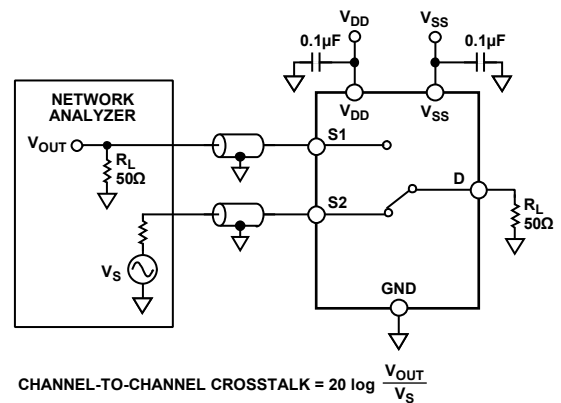 V_DD V_SS
0.1µF 0.1µF
V_DD V_SS
NETWORK
ANALYZER
V_OUT
R_L
50Ω
S1
D
S2
R_L
50Ω
V_S
GND
CHANNEL-TO-CHANNEL CROSSTALK = 20 log V_OUT / V_S